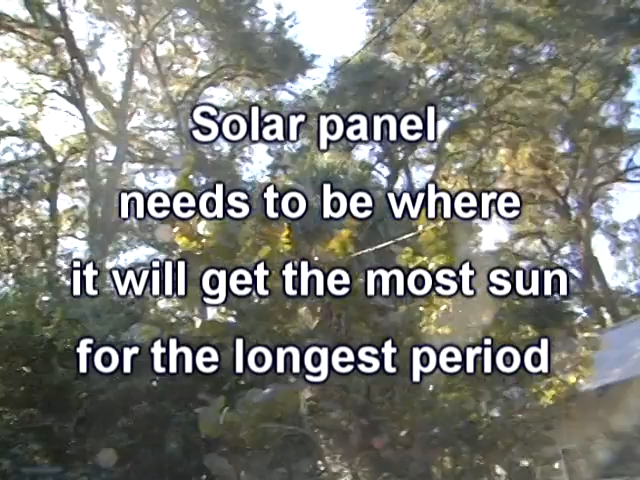 Solar panel
needs to be where
it will get the most sun
for the longest period